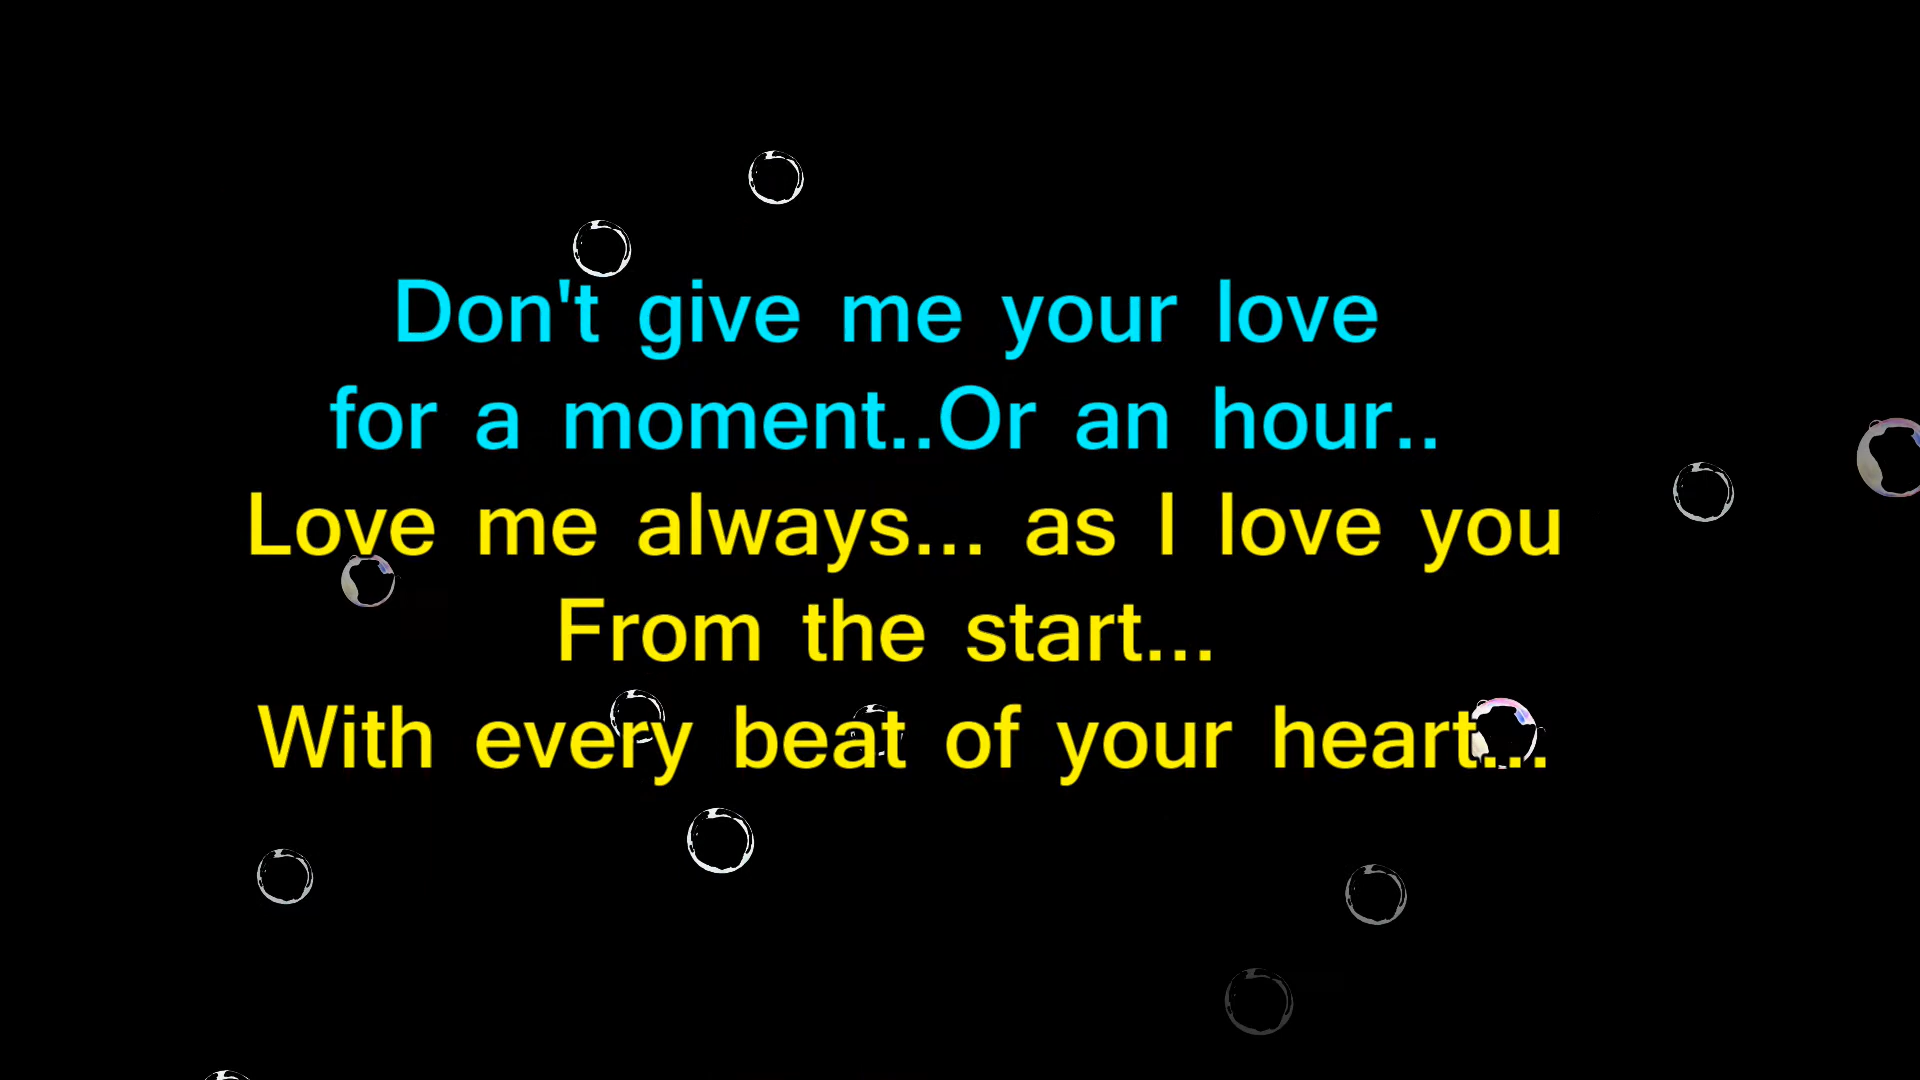 Don't give me your love
for a moment..Or an hour..
Love me always... as I love you
From the start...
With every beat of your heart...